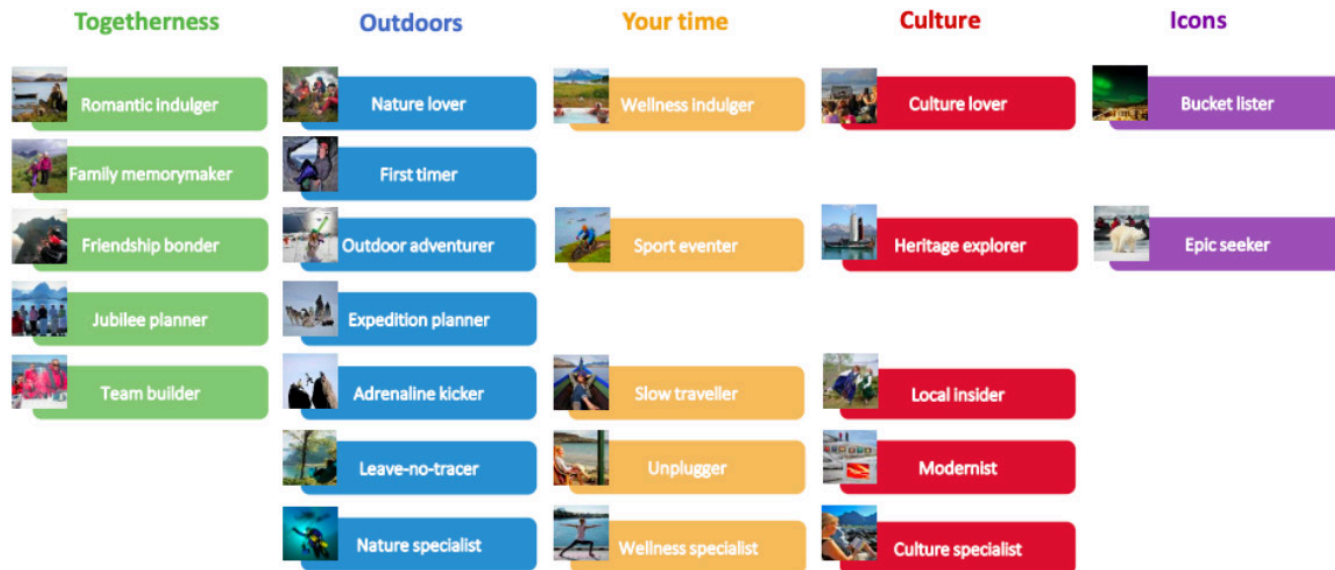 Togetherness
Outdoors
Your time
Culture
Icons
Romantic indulger
Nature lover
Wellness indulger
Culture lover
Bucket lister
Family memorymaker
First timer
Friendship bonder
Outdoor adventurer
Sport eventer
Heritage explorer
Epic seeker
Jubilee planner
Expedition planner
Team builder
Adrenaline kicker
Slow traveller
Local insider
Leave-no-tracer
Unplugger
Modernist
Nature specialist
Wellness specialist
Culture specialist